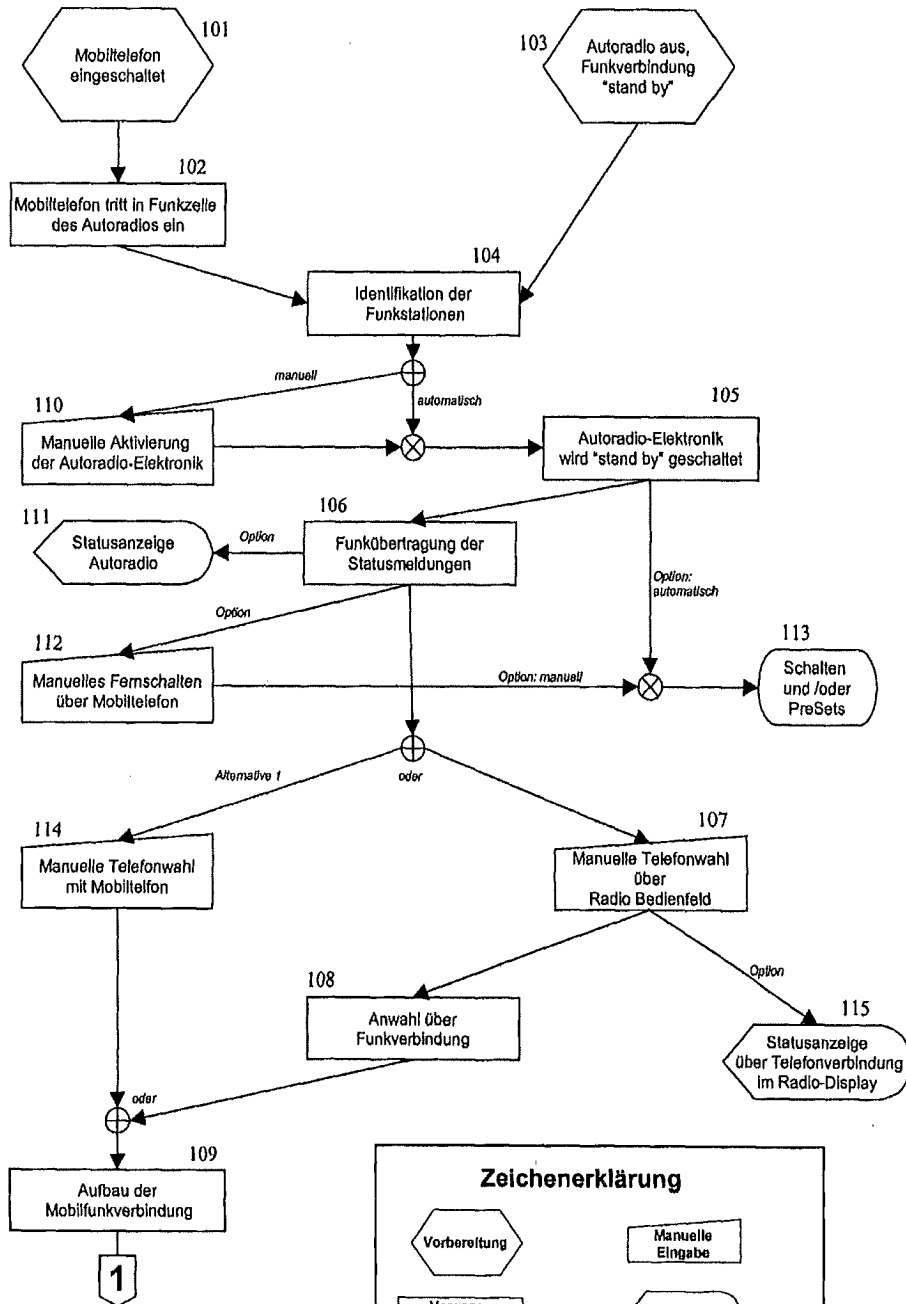 101
Mobiltelefon
eingeschaltet
103
Autoradio aus,
Funkverbindung
"stand by"
102
Mobiltelefon tritt in Funkzelle
des Autoradios ein
104
Identifikation der
Funkstationen
manuell
automatisch
110
Manuelle Aktivierung
der Autoradio-Elektronik
105
Autoradio-Elektronik
wird "stand by" geschaltet
111
Statusanzeige
Autoradio
Option
106
Funkübertragung der
Statusmeldungen
Option
Option:
automatisch
112
Manuelles Fernschalten
über Mobiltelefon
Option: manuell
113
Schalten
und /oder
PreSets
Alternative 1
oder
114
Manuelle Telefonwahl
mit Mobiltelfon
107
Manuelle Telefonwahl
über
Radio Bedienfeld
108
Anwahl über
Funkverbindung
Option
115
Statusanzeige
über Telefonverbindung
im Radio-Display
oder
109
Aufbau der
Mobilfunkverbindung
1
Zeichenerklärung
Vorbereitung
Manuelle
Eingabe